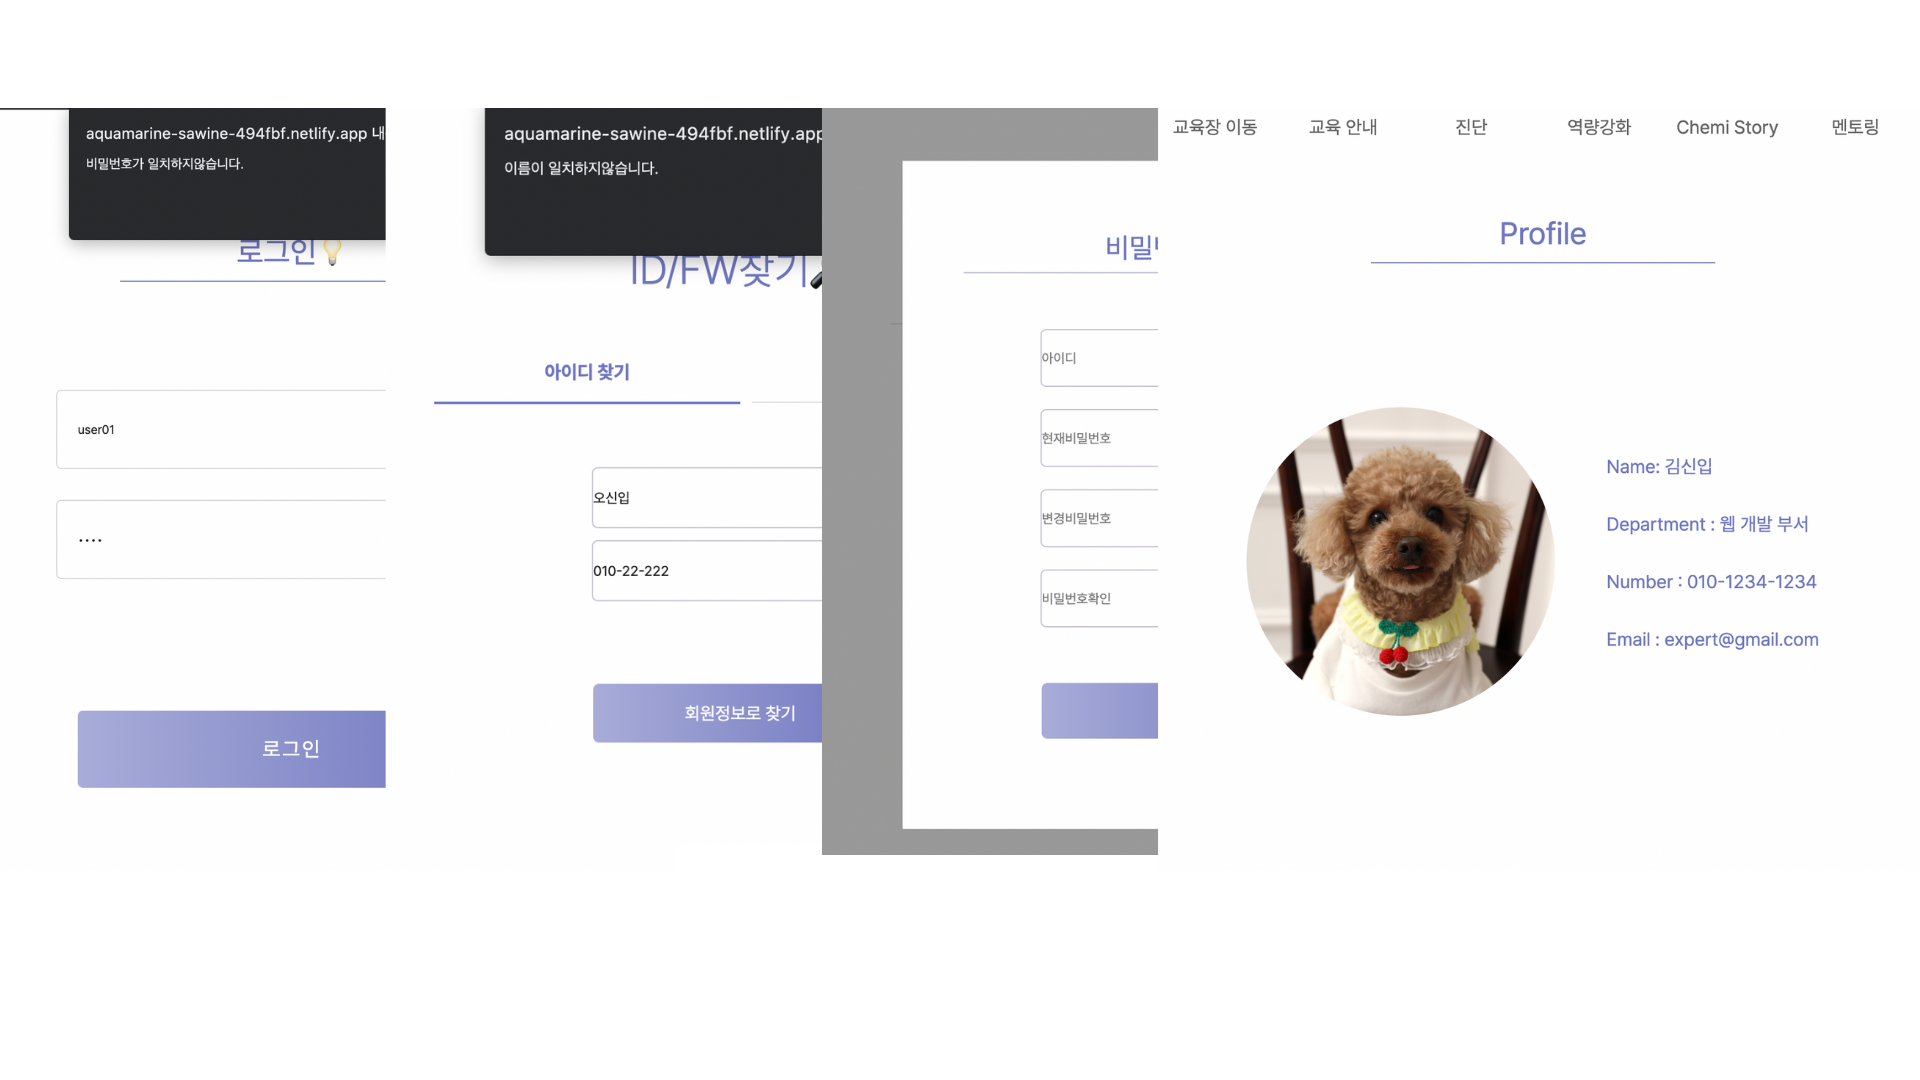 aquamarine-sawine-494fbf.netlify.app 내
비밀번호가 일치하지않습니다.
로그인
user01
....
로그인
aquamarine-sawine-494fbf.netlify.app
이름이 일치하지않습니다.
ID/FW찾기
아이디 찾기
오신입
010-22-222
회원정보로 찾기
비밀
아이디
현재비밀번호
변경비밀번호
비밀번호확인
교육장 이동 교육 안내 진단 역량강화 Chemi Story 멘토링
Profile
Name: 김신입
Department : 웹 개발 부서
Number : 010-1234-1234
Email : expert@gmail.com